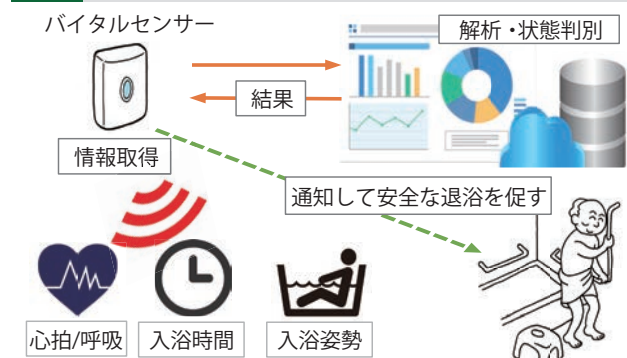 バイタルセンサー
解析・状態判別
結果
情報取得
通知して安全な退浴を促す
心拍/呼吸
入浴時間
入浴姿勢